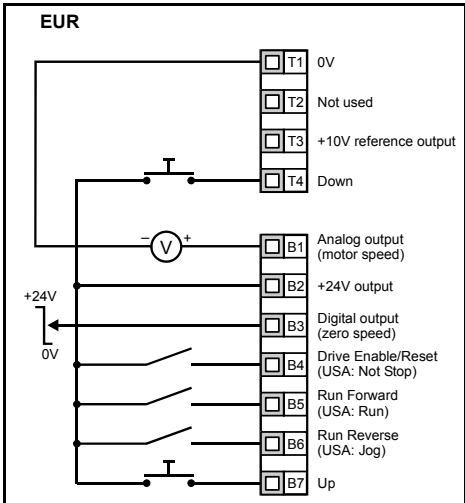 EUR
T1 0V
T2 Not used
T3 +10V reference output
T4 Down
– V +
B1 Analog output
(motor speed)
B2 +24V output
+24V
B3 Digital output
(zero speed)
0V
B4 Drive Enable/Reset
(USA: Not Stop)
B5 Run Forward
(USA: Run)
B6 Run Reverse
(USA: Jog)
B7 Up